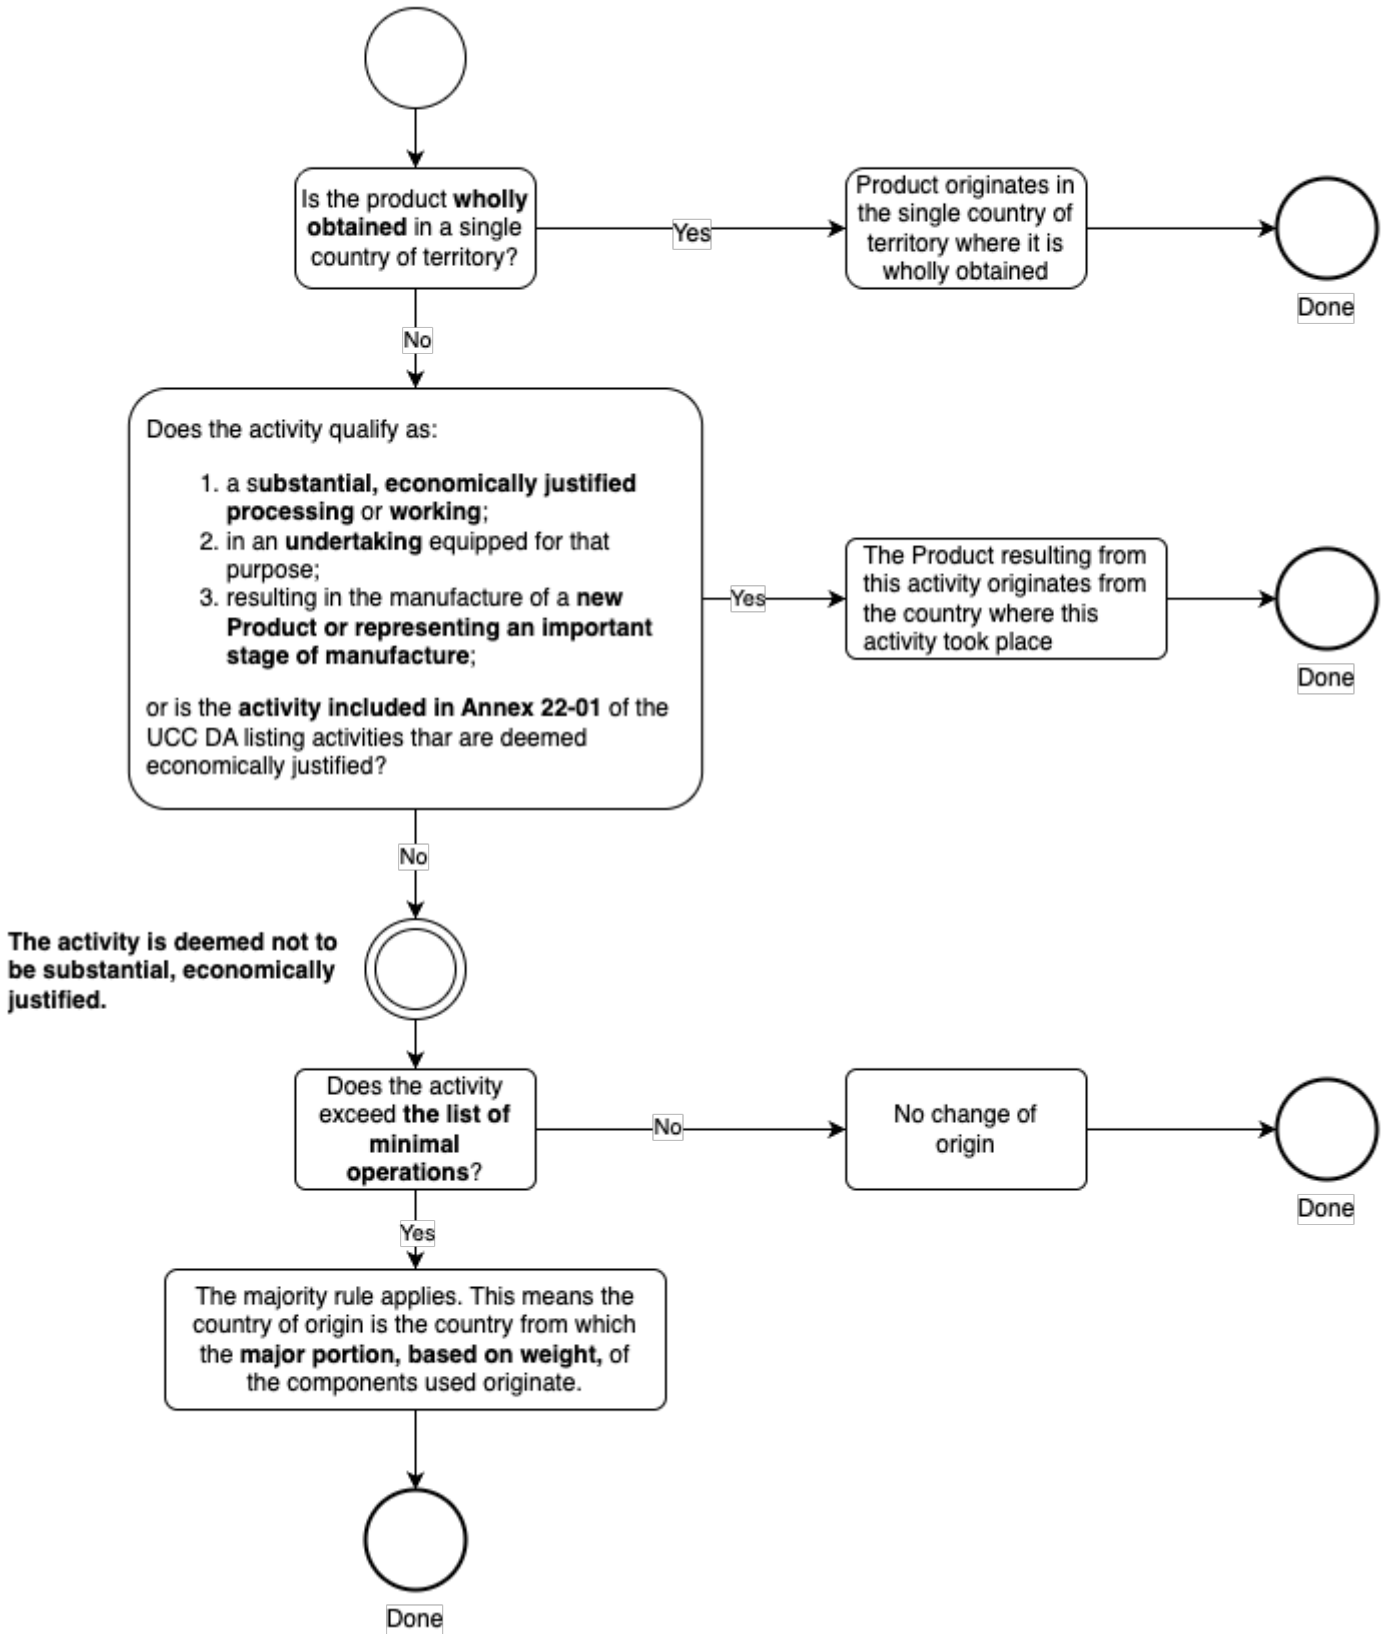 Is the product wholly
obtained in a single
country of territory?
Yes
Product originates in
the single country of
territory where it is
wholly obtained
Done
No
Does the activity qualify as:
1. a substantial, economically justified
processing or working;
2. in an undertaking equipped for that
purpose;
3. resulting in the manufacture of a new
Product or representing an important
stage of manufacture;
or is the activity included in Annex 22-01 of the
UCC DA listing activities thar are deemed
economically justified?
Yes
The Product resulting from
this activity originates from
the country where this
activity took place
Done
No
The activity is deemed not to
be substantial, economically
justified.
Does the activity
exceed the list of
minimal
operations?
No
No change of
origin
Done
Yes
The majority rule applies. This means the
country of origin is the country from which
the major portion, based on weight, of
the components used originate.
Done